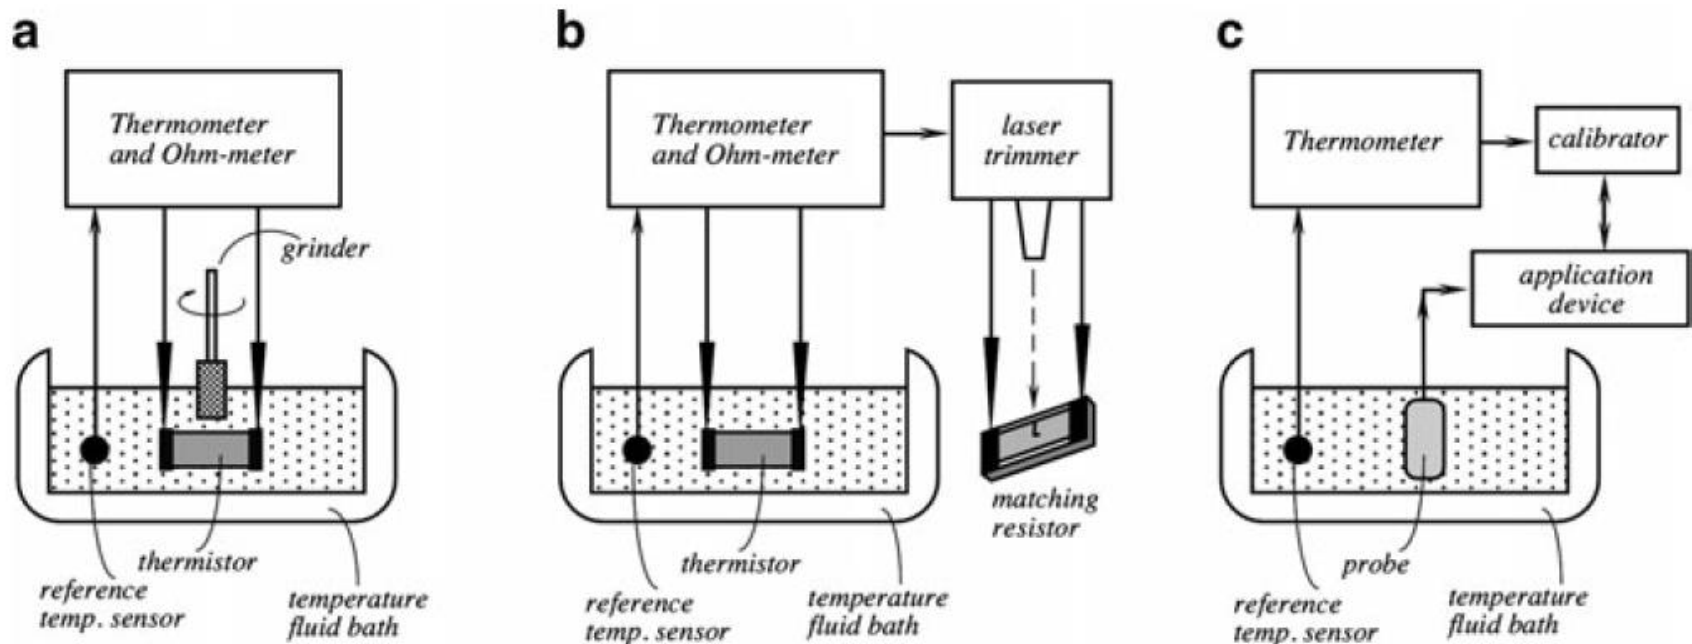 a
Thermometer
and Ohm-meter
grinder
thermistor
reference
temp. sensor
temperature
fluid bath
b
Thermometer
and Ohm-meter
laser
trimmer
matching
resistor
thermistor
reference
temp. sensor
temperature
fluid bath
c
Thermometer
calibrator
application
device
probe
reference
temp. sensor
temperature
fluid bath